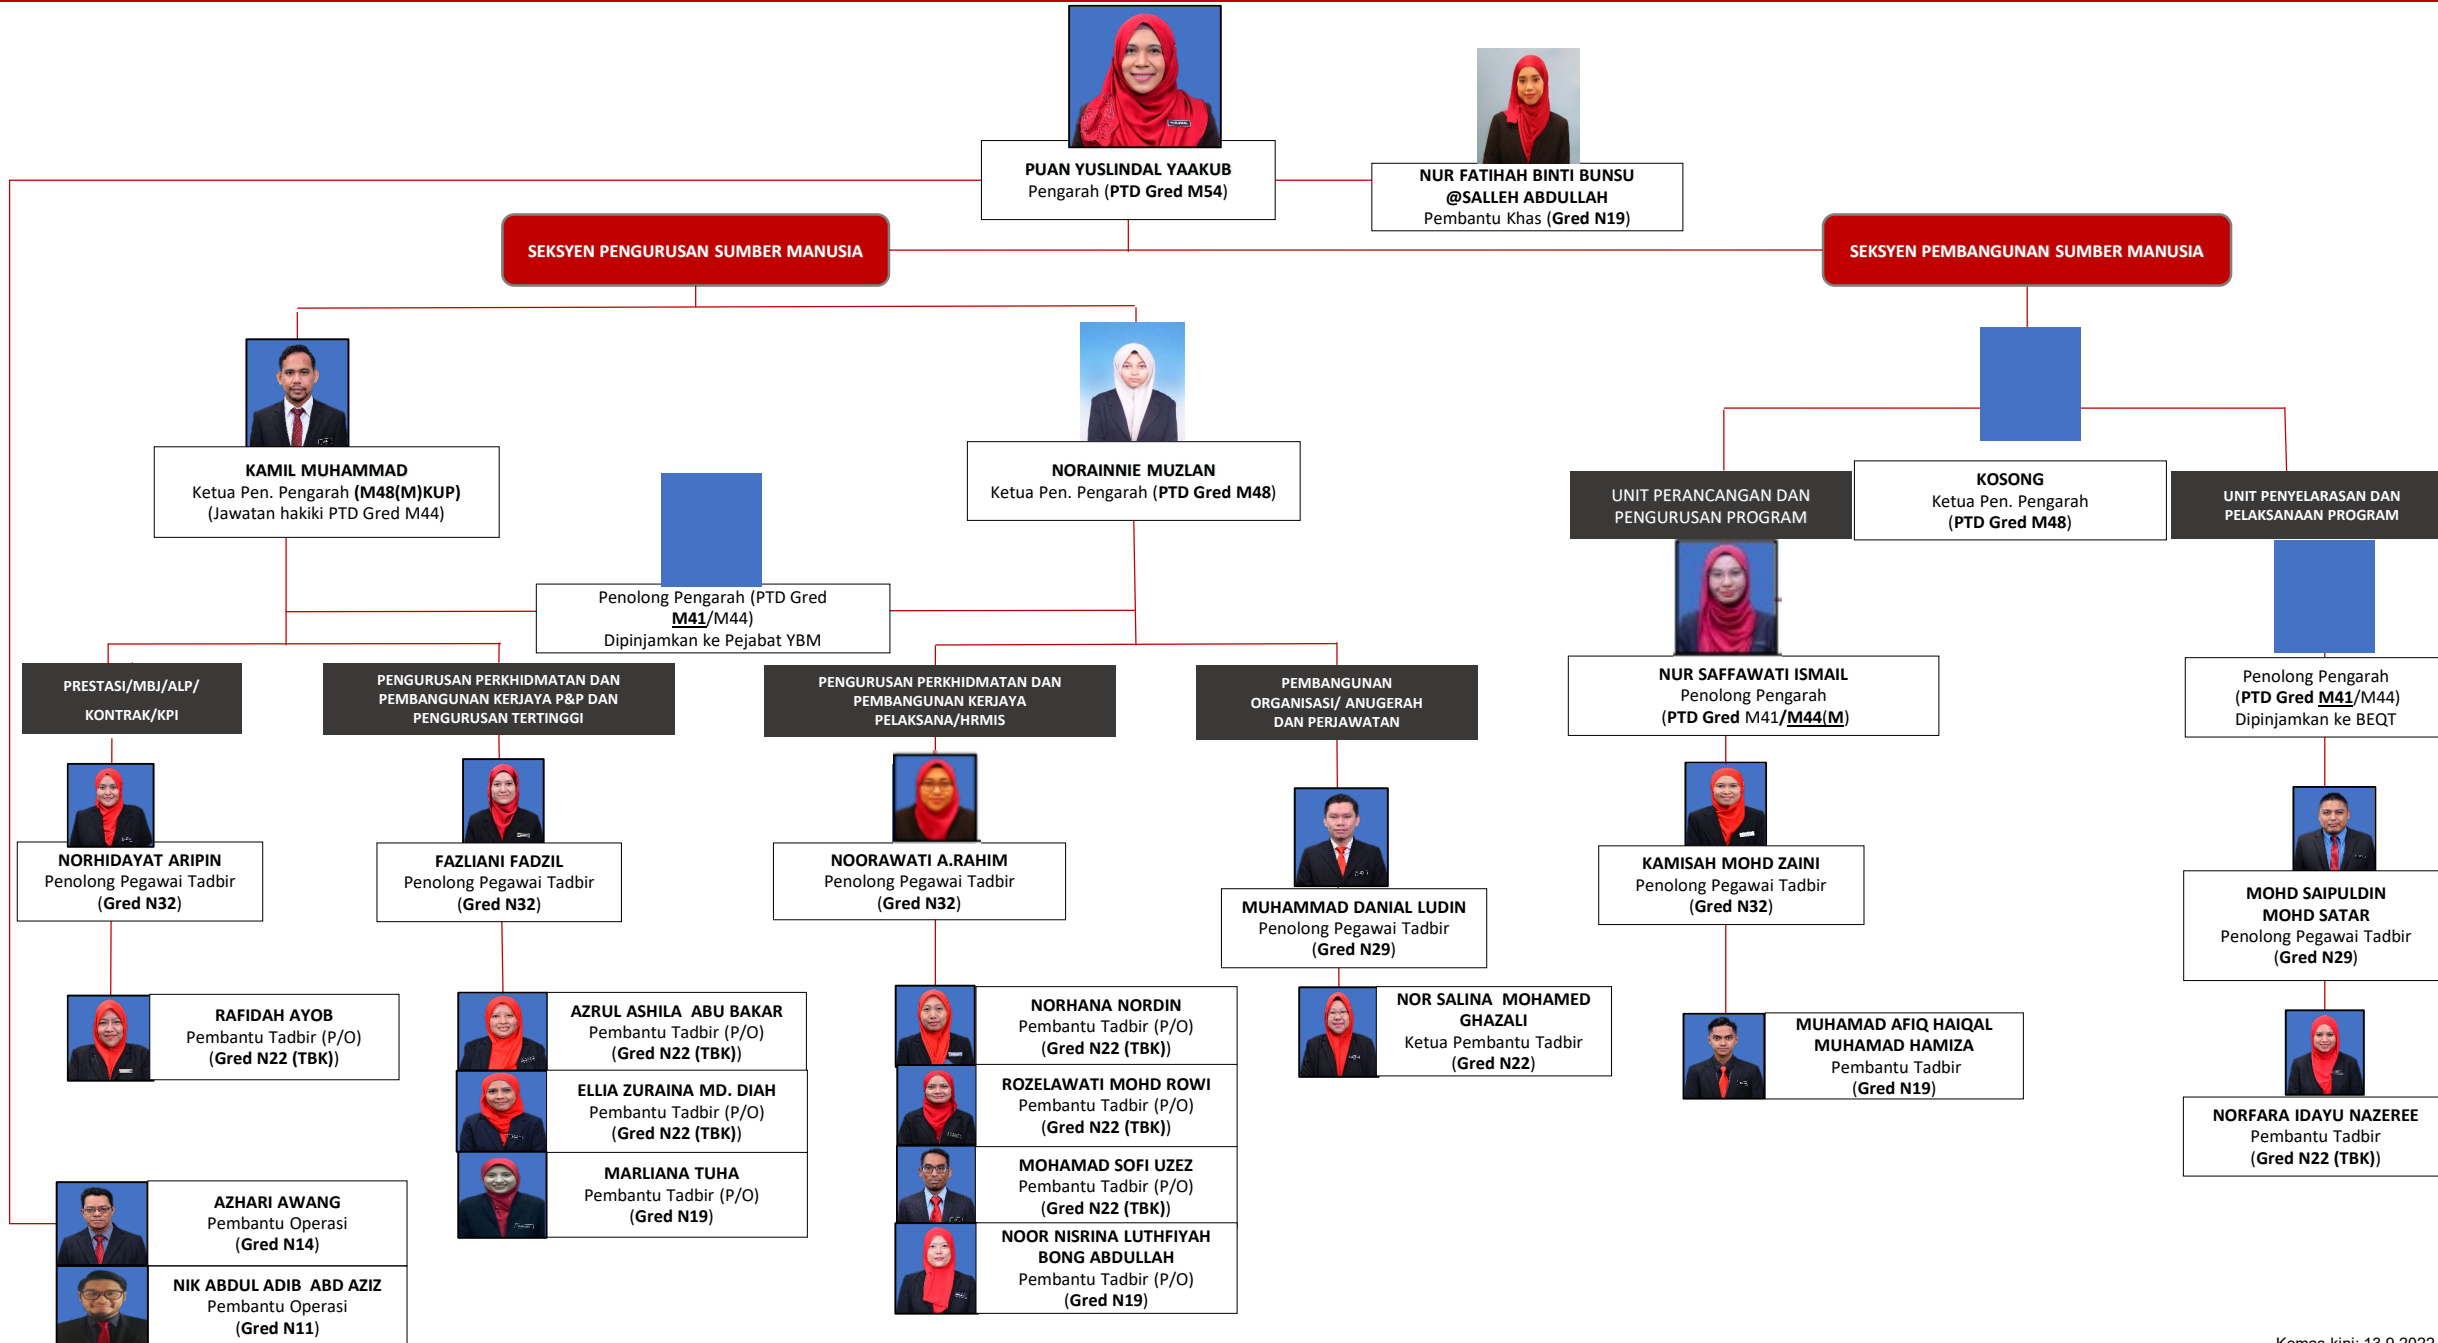 PUAN YUSLINDAL YAAKUB
Pengarah (PTD Gred M54)
NUR FATIHAH BINTI BUNSU
@SALLEH ABDULLAH
Pembantu Khas (Gred N19)
SEKSYEN PENGURUSAN SUMBER MANUSIA
SEKSYEN PEMBANGUNAN SUMBER MANUSIA
KAMIL MUHAMMAD
Ketua Pen. Pengarah (M48(M)KUP)
(Jawatan hakiki PTD Gred M44)
NORAINNIE MUZLAN
Ketua Pen. Pengarah (PTD Gred M48)
UNIT PERANCANGAN DAN
PENGURUSAN PROGRAM
KOSONG
Ketua Pen. Pengarah
(PTD Gred M48)
UNIT PENYELARASAN DAN
PELAKSANAAN PROGRAM
Penolong Pengarah (PTD Gred
M41/M44)
Dipinjamkan ke Pejabat YBM
NUR SAFFAWATI ISMAIL
Penolong Pengarah
(PTD Gred M41/M44(M)
Penolong Pengarah
(PTD Gred M41/M44)
Dipinjamkan ke BEQT
PRESTASI/MBJ/ALP/
KONTRAK/KPI
PENGURUSAN PERKHIDMATAN DAN
PEMBANGUNAN KERJAYA P&P DAN
PENGURUSAN TERTINGGI
PENGURUSAN PERKHIDMATAN DAN
PEMBANGUNAN KERJAYA
PELAKSANA/HRMIS
PEMBANGUNAN
ORGANISASI/ ANUGERAH
DAN PERJAWATAN
NORHIDAYAT ARIPIN
Penolong Pegawai Tadbir
(Gred N32)
FAZLIANI FADZIL
Penolong Pegawai Tadbir
(Gred N32)
NOORAWATI A.RAHIM
Penolong Pegawai Tadbir
(Gred N32)
MUHAMMAD DANIAL LUDIN
Penolong Pegawai Tadbir
(Gred N29)
KAMISAH MOHD ZAINI
Penolong Pegawai Tadbir
(Gred N32)
MOHD SAIPULDIN
MOHD SATAR
Penolong Pegawai Tadbir
(Gred N29)
RAFIDAH AYOB
Pembantu Tadbir (P/O)
(Gred N22 (TBK))
AZRUL ASHILA  ABU BAKAR
Pembantu Tadbir (P/O)
(Gred N22 (TBK))
ELLIA ZURAINA MD. DIAH
Pembantu Tadbir (P/O)
(Gred N22 (TBK))
MARLIANA TUHA
Pembantu Tadbir (P/O)
(Gred N19)
NORHANA NORDIN
Pembantu Tadbir (P/O)
(Gred N22 (TBK))
ROZELAWATI MOHD ROWI
Pembantu Tadbir (P/O)
(Gred N22 (TBK))
MOHAMAD SOFI UZEZ
Pembantu Tadbir (P/O)
(Gred N22 (TBK))
NOOR NISRINA LUTHFIYAH
BONG ABDULLAH
Pembantu Tadbir (P/O)
(Gred N19)
NOR SALINA  MOHAMED
GHAZALI
Ketua Pembantu Tadbir
(Gred N22)
MUHAMAD AFIQ HAIQAL
MUHAMAD HAMIZA
Pembantu Tadbir
(Gred N19)
NORFARA IDAYU NAZEREE
Pembantu Tadbir
(Gred N22 (TBK))
AZHARI AWANG
Pembantu Operasi
(Gred N14)
NIK ABDUL ADIB  ABD AZIZ
Pembantu Operasi
(Gred N11)
Kemas kini: 13.9.2022